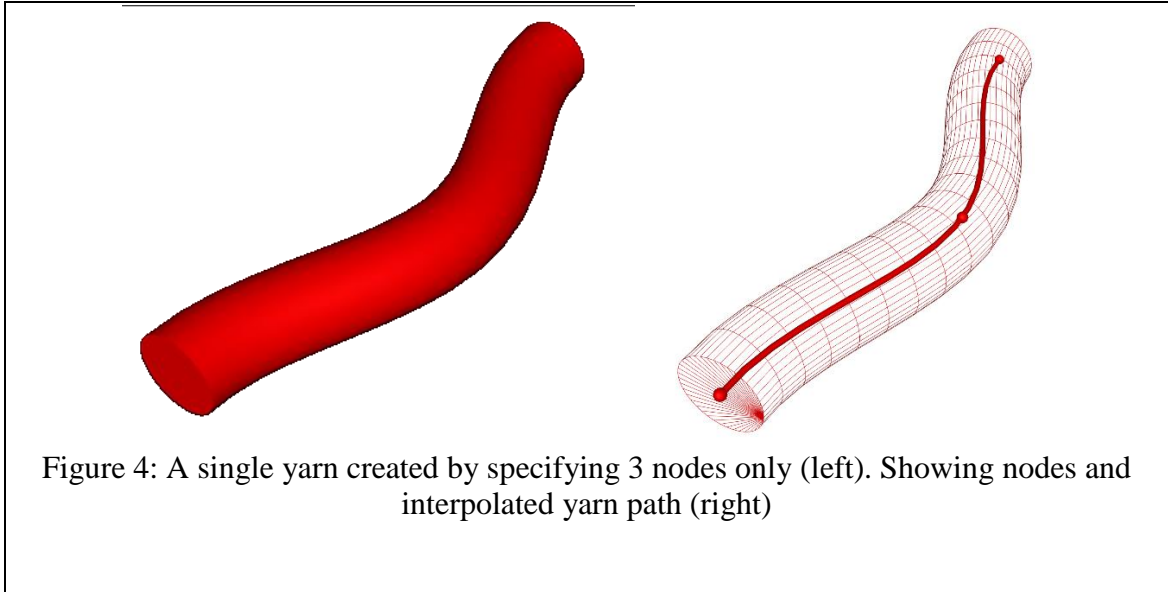 Figure 4: A single yarn created by specifying 3 nodes only (left). Showing nodes and
interpolated yarn path (right)